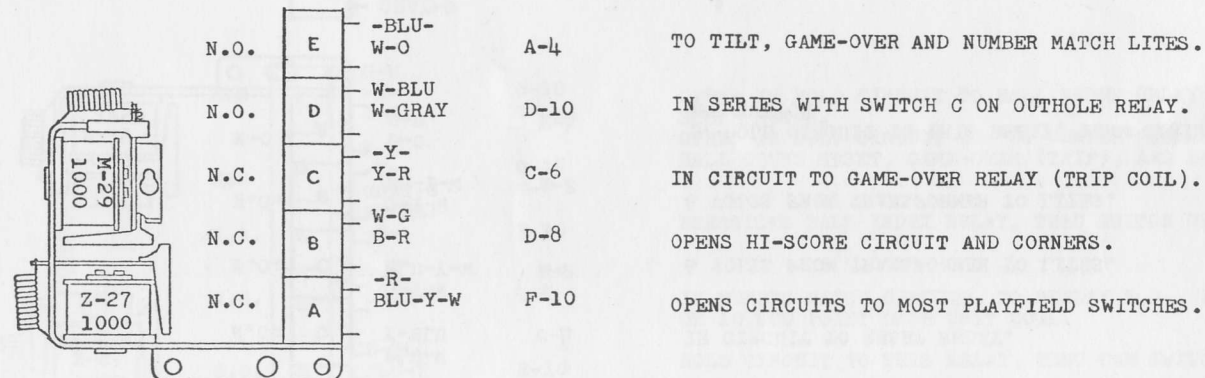 -BLU-
N.O. E W-O A-4 TO TILT, GAME-OVER AND NUMBER MATCH LITES.
W-BLU
N.O. D W-GRAY D-10 IN SERIES WITH SWITCH C ON OUTHOLE RELAY.
-Y-
N.C. C Y-R C-6 IN CIRCUIT TO GAME-OVER RELAY (TRIP COIL).
W-G
N.C. B B-R D-8 OPENS HI-SCORE CIRCUIT AND CORNERS.
-R-
N.C. A BLU-Y-W F-10 OPENS CIRCUITS TO MOST PLAYFIELD SWITCHES.
M-29
1000
Z-27
1000